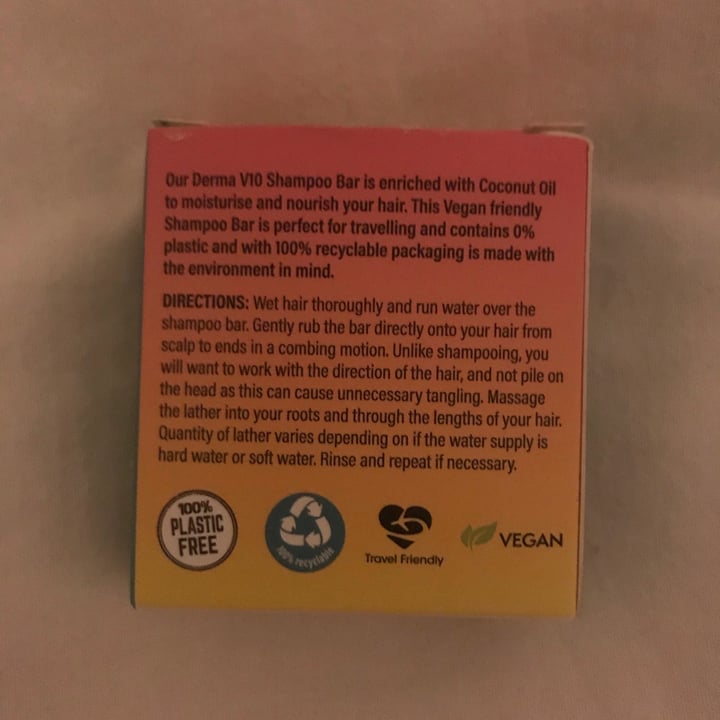 Our Derma V10 Shampoo Bar is enriched with Coconut Oil
to moisturise and nourish your hair. This Vegan friendly
Shampoo Bar is perfect for travelling and contains 0%
plastic and with 100% recyclable packaging is made with
the environment in mind.
DIRECTIONS: Wet hair thoroughly and run water over the
shampoo bar. Gently rub the bar directly onto your hair from
scalp to ends in a combing motion. Unlike shampooing, you
will want to work with the direction of the hair, and not pile on
the head as this can cause unnecessary tangling. Massage
the lather into your roots and through the lengths of your hair.
Quantity of lather varies depending on if the water supply is
hard water or soft water. Rinse and repeat if necessary.
100%
PLASTIC
FREE
100% recyclable
Travel Friendly
VEGAN